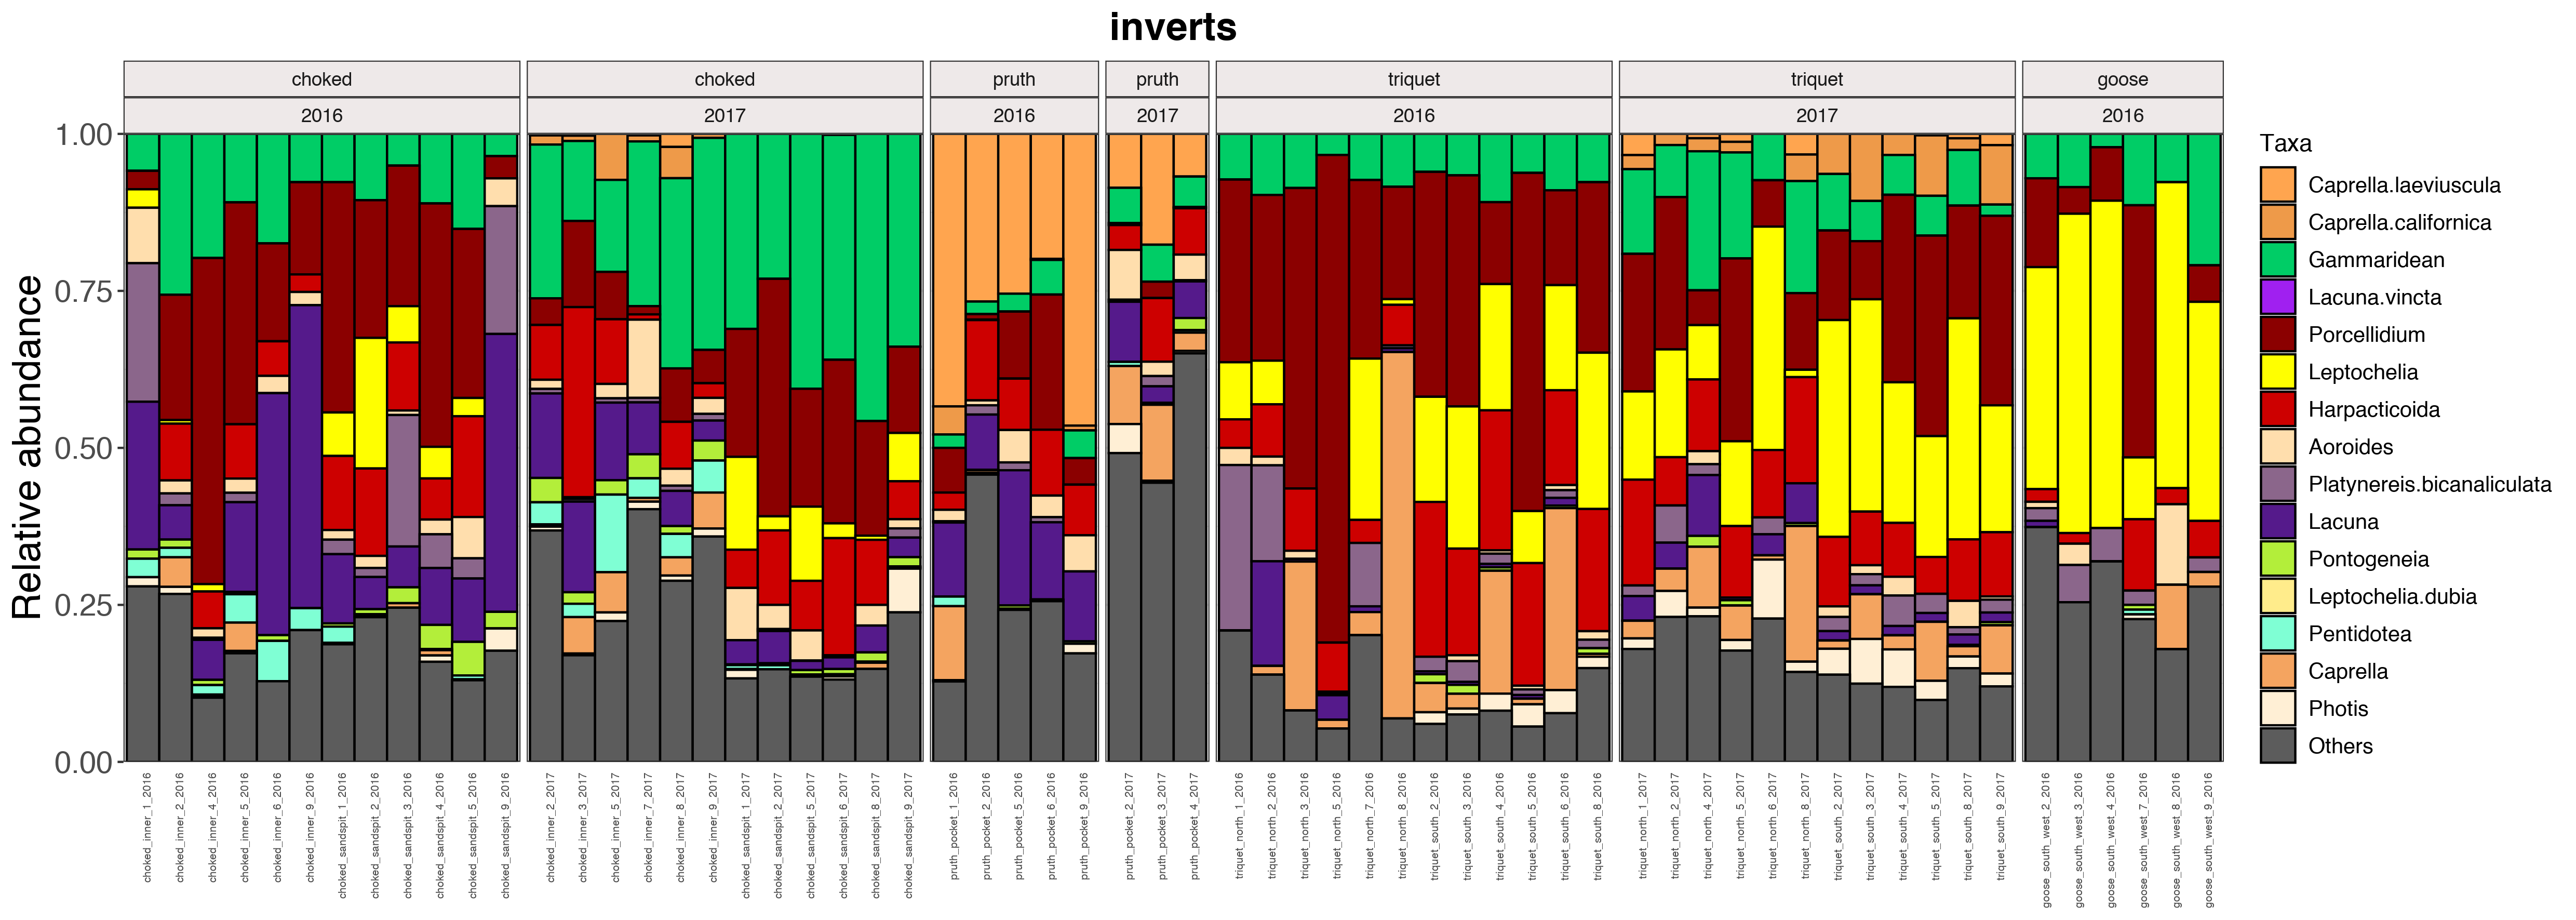 inverts
choked choked pruth pruth triquet triquet goose
2016 2017 2016 2017 2016 2017 2016
Relative abundance
1.00
0.75
0.50
0.25
0.00
choked_inner_1_2016
choked_inner_2_2016
choked_inner_4_2016
choked_inner_5_2016
choked_inner_6_2016
choked_inner_9_2016
choked_sandspit_1_2016
choked_sandspit_2_2016
choked_sandspit_3_2016
choked_sandspit_4_2016
choked_sandspit_5_2016
choked_sandspit_9_2016
choked_inner_2_2017
choked_inner_3_2017
choked_inner_5_2017
choked_inner_7_2017
choked_inner_8_2017
choked_inner_9_2017
choked_sandspit_1_2017
choked_sandspit_2_2017
choked_sandspit_5_2017
choked_sandspit_6_2017
choked_sandspit_8_2017
choked_sandspit_9_2017
pruth_pocket_1_2016
pruth_pocket_2_2016
pruth_pocket_5_2016
pruth_pocket_6_2016
pruth_pocket_9_2016
pruth_pocket_2_2017
pruth_pocket_3_2017
pruth_pocket_4_2017
triquet_north_1_2016
triquet_north_2_2016
triquet_north_3_2016
triquet_north_5_2016
triquet_north_7_2016
triquet_north_8_2016
triquet_south_2_2016
triquet_south_3_2016
triquet_south_4_2016
triquet_south_5_2016
triquet_south_6_2016
triquet_south_8_2016
triquet_north_1_2017
triquet_north_2_2017
triquet_north_4_2017
triquet_north_5_2017
triquet_north_6_2017
triquet_north_8_2017
triquet_south_2_2017
triquet_south_3_2017
triquet_south_4_2017
triquet_south_5_2017
triquet_south_8_2017
triquet_south_9_2017
goose_south_west_2_2016
goose_south_west_3_2016
goose_south_west_4_2016
goose_south_west_7_2016
goose_south_west_8_2016
goose_south_west_9_2016
Taxa
Caprella.laeviuscula
Caprella.californica
Gammaridean
Lacuna.vincta
Porcellidium
Leptochelia
Harpacticoida
Aoroides
Platynereis.bicanaliculata
Lacuna
Pontogeneia
Leptochelia.dubia
Pentidotea
Caprella
Photis
Others